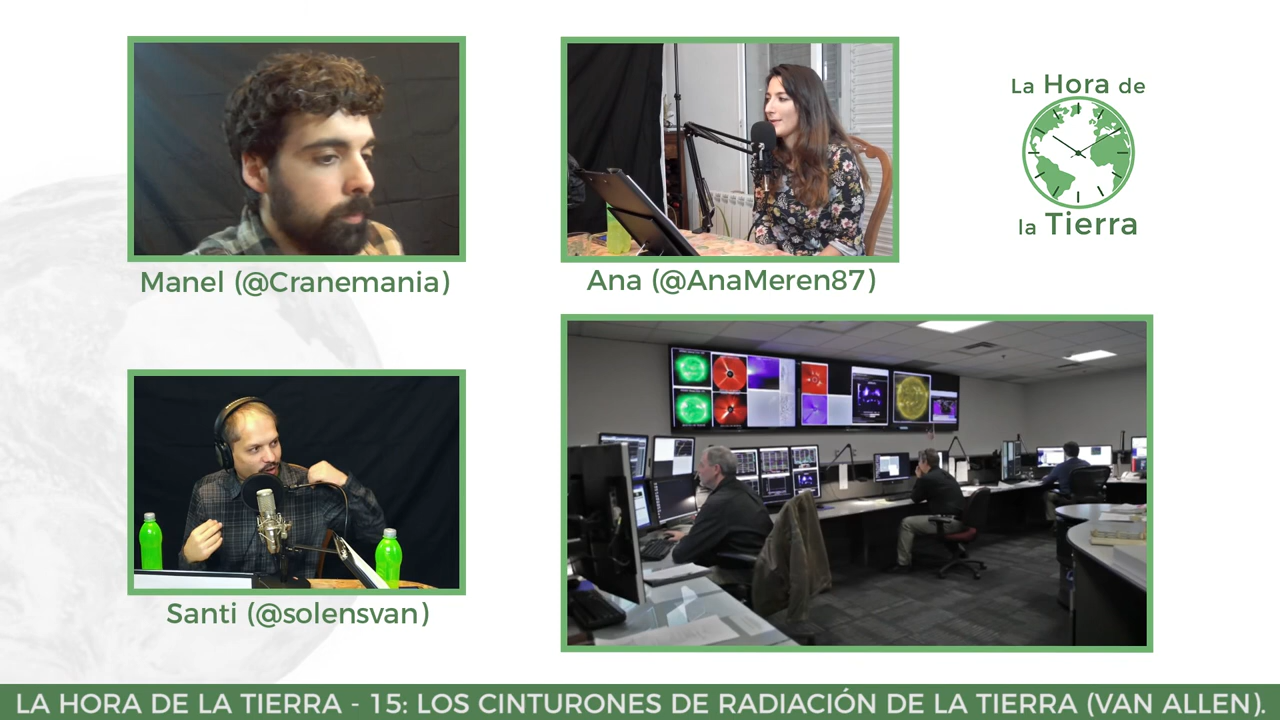 La Hora de
la Tierra
Manel (@Cranemania)
Ana (@AnaMeren87)
Santi (@solensvan)
LA HORA DE LA TIERRA - 15: LOS CINTURONES DE RADIACIÓN DE LA TIERRA (VAN ALLEN).